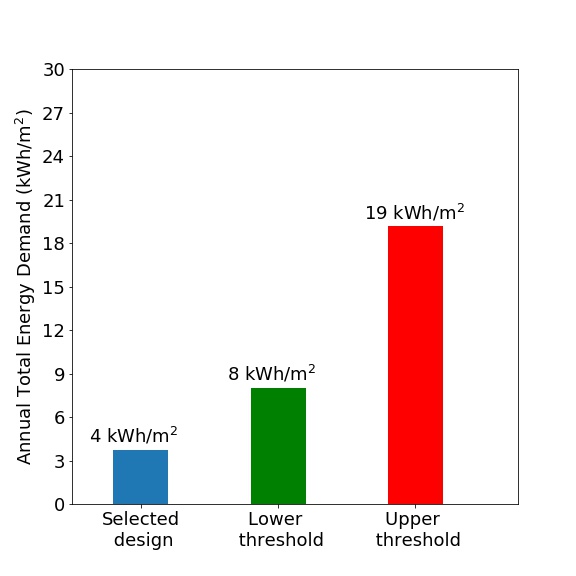 Annual Total Energy Demand (kWh/m²)
30
27
24
21
18
15
12
9
6
3
0
19 kWh/m²
8 kWh/m²
4 kWh/m²
Selected
design
Lower
threshold
Upper
threshold